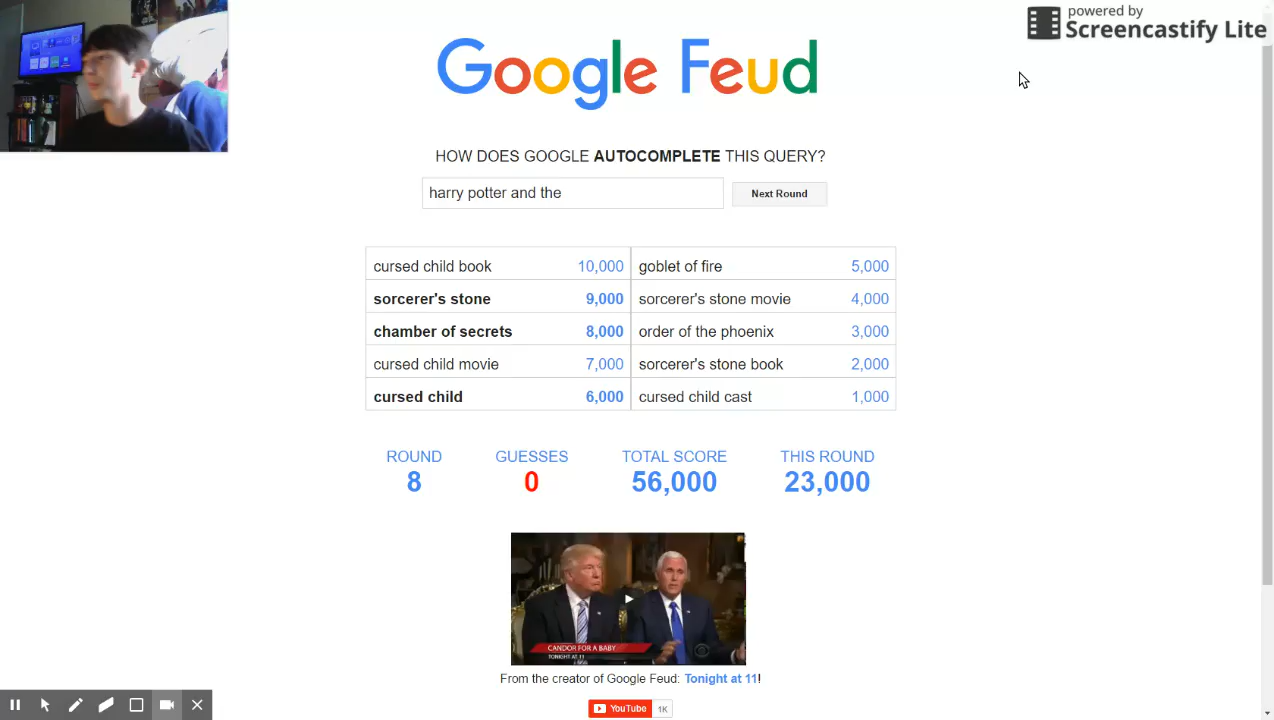 powered by
Screencastify Lite
Google Feud
HOW DOES GOOGLE AUTOCOMPLETE THIS QUERY?
harry potter and the
Next Round
cursed child book 10,000 goblet of fire 5,000
sorcerer's stone 9,000 sorcerer's stone movie 4,000
chamber of secrets 8,000 order of the phoenix 3,000
cursed child movie 7,000 sorcerer's stone book 2,000
cursed child 6,000 cursed child cast 1,000
ROUND GUESSES TOTAL SCORE THIS ROUND
8 0 56,000 23,000
CANDOR FOR A BABY
TONIGHT AT 11
From the creator of Google Feud: Tonight at 11!
YouTube 1K